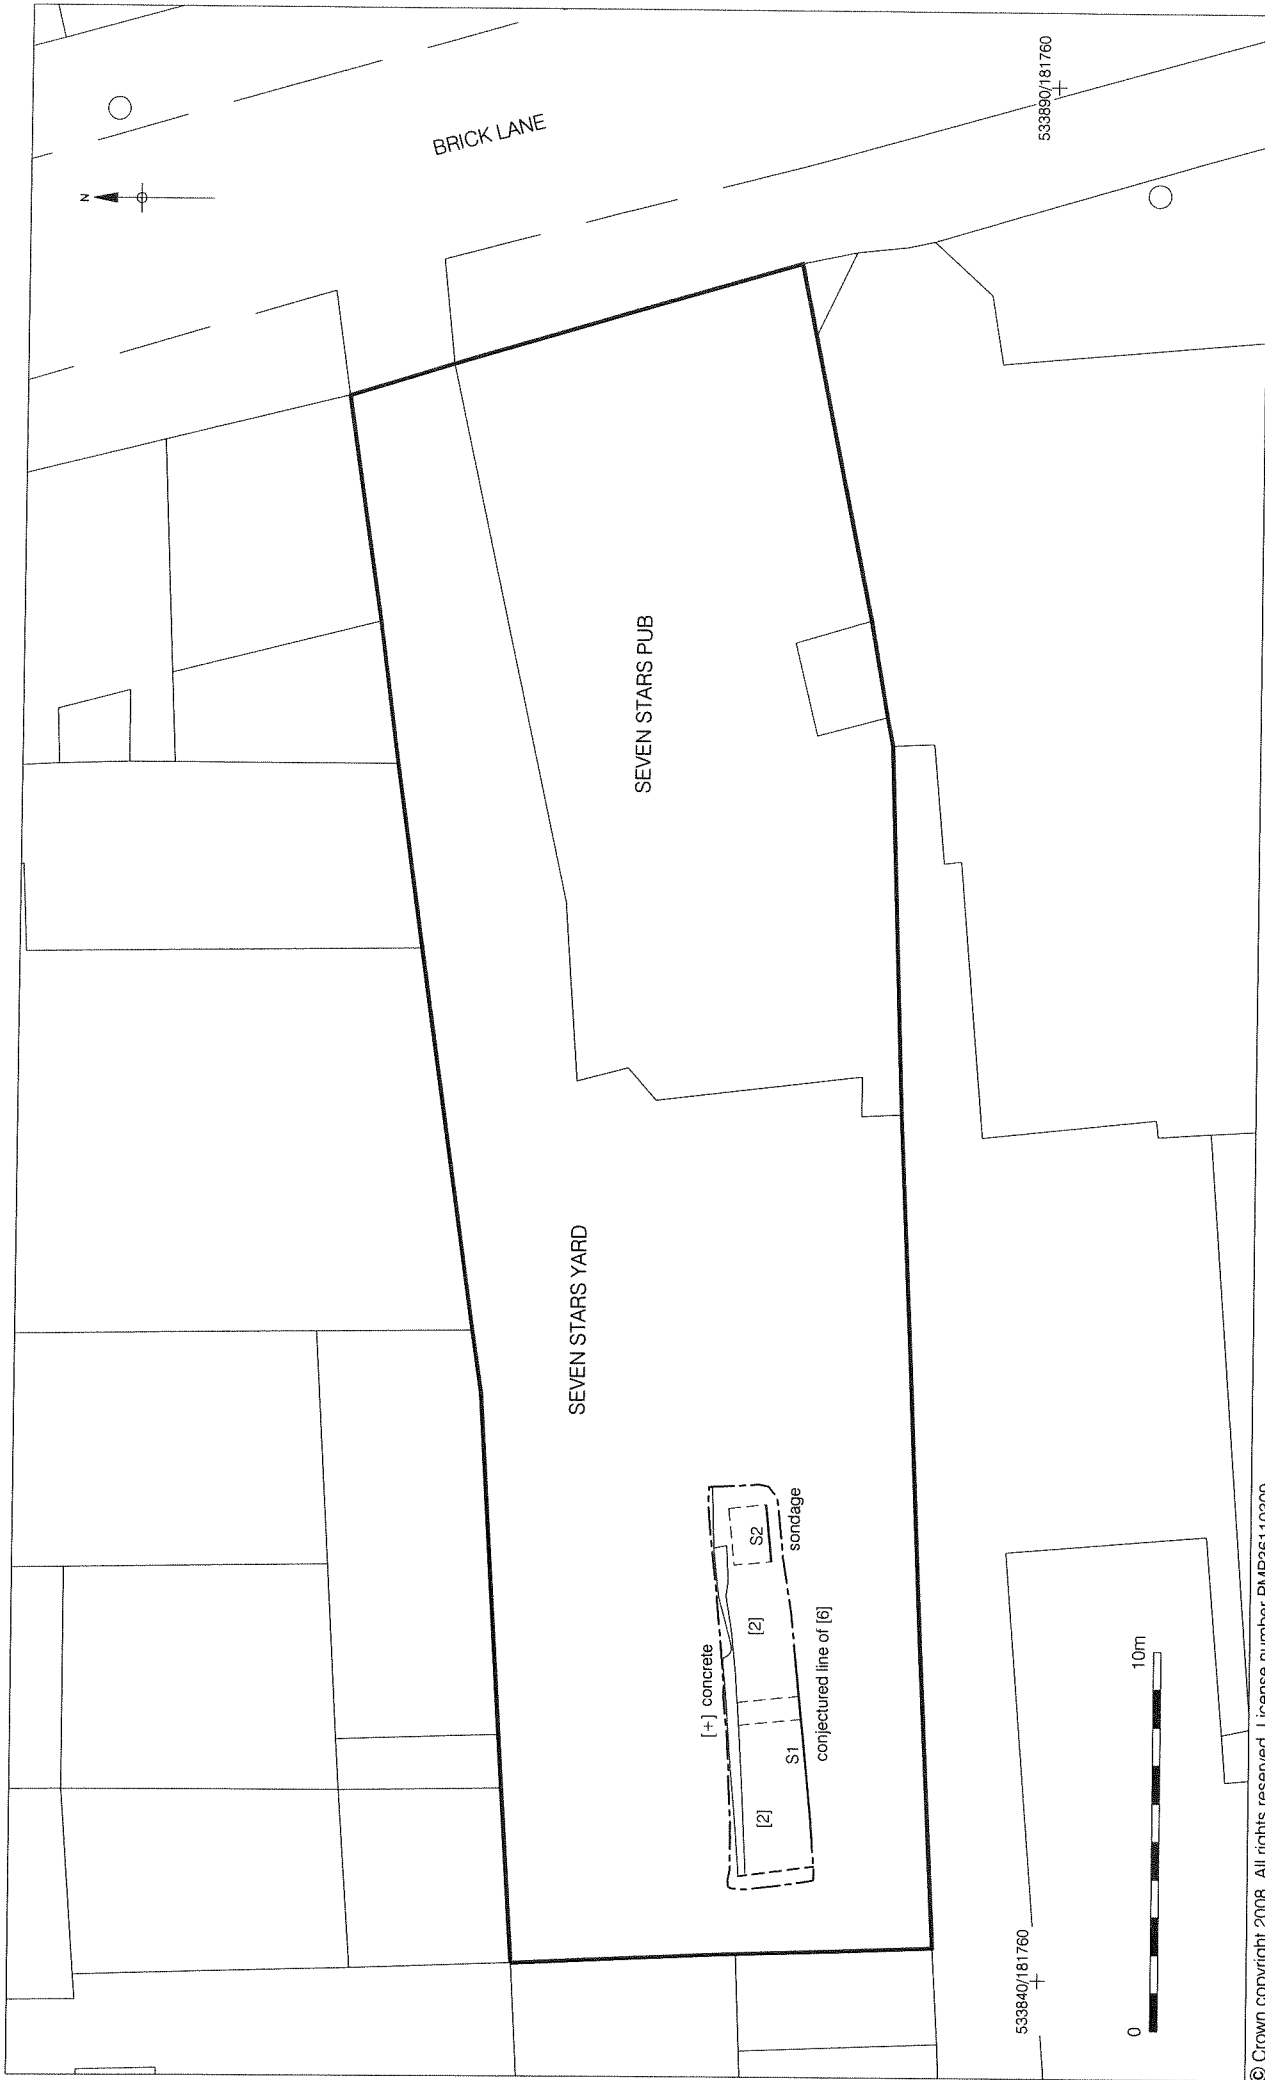 N
BRICK LANE
533890/181760
SEVEN STARS PUB
SEVEN STARS YARD
[+] concrete
S2
sondage
[2]
[2]
S1
conjectured line of [6]
533840/181760
0
10m
© Crown copyright 2008. All rights reserved. License number